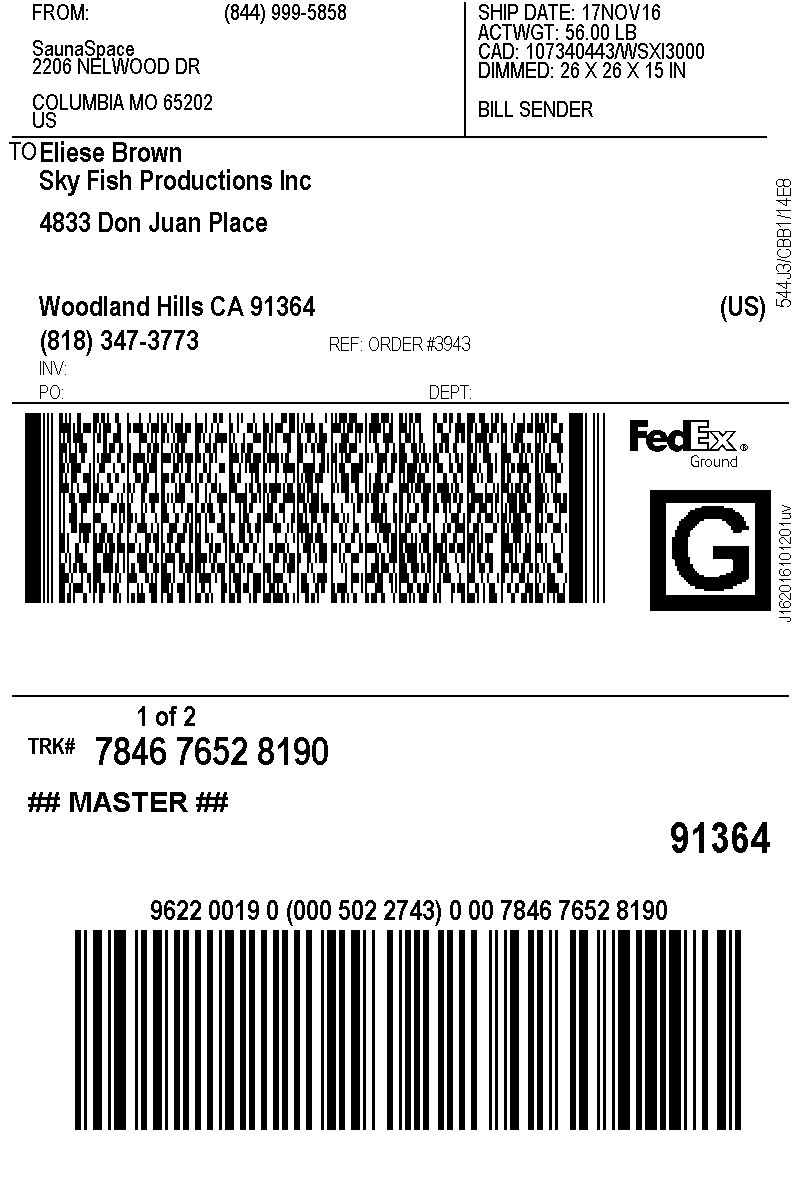 FROM: (844) 999-5858
SaunaSpace
2206 NELWOOD DR
COLUMBIA MO 65202
US
SHIP DATE: 17NOV16
ACTWGT: 56.00 LB
CAD: 107340443/WSXI3000
DIMMED: 26 X 26 X 15 IN
BILL SENDER
TO Eliese Brown
Sky Fish Productions Inc
4833 Don Juan Place
Woodland Hills CA 91364 (US)
(818) 347-3773 REF: ORDER #3943
INV:
PO: DEPT:
544J3/CBB1/14E8
FedEx®
Ground
G
J162016101201uv
1 of 2
TRK# 7846 7652 8190
## MASTER ##
91364
9622 0019 0 (000 502 2743) 0 00 7846 7652 8190